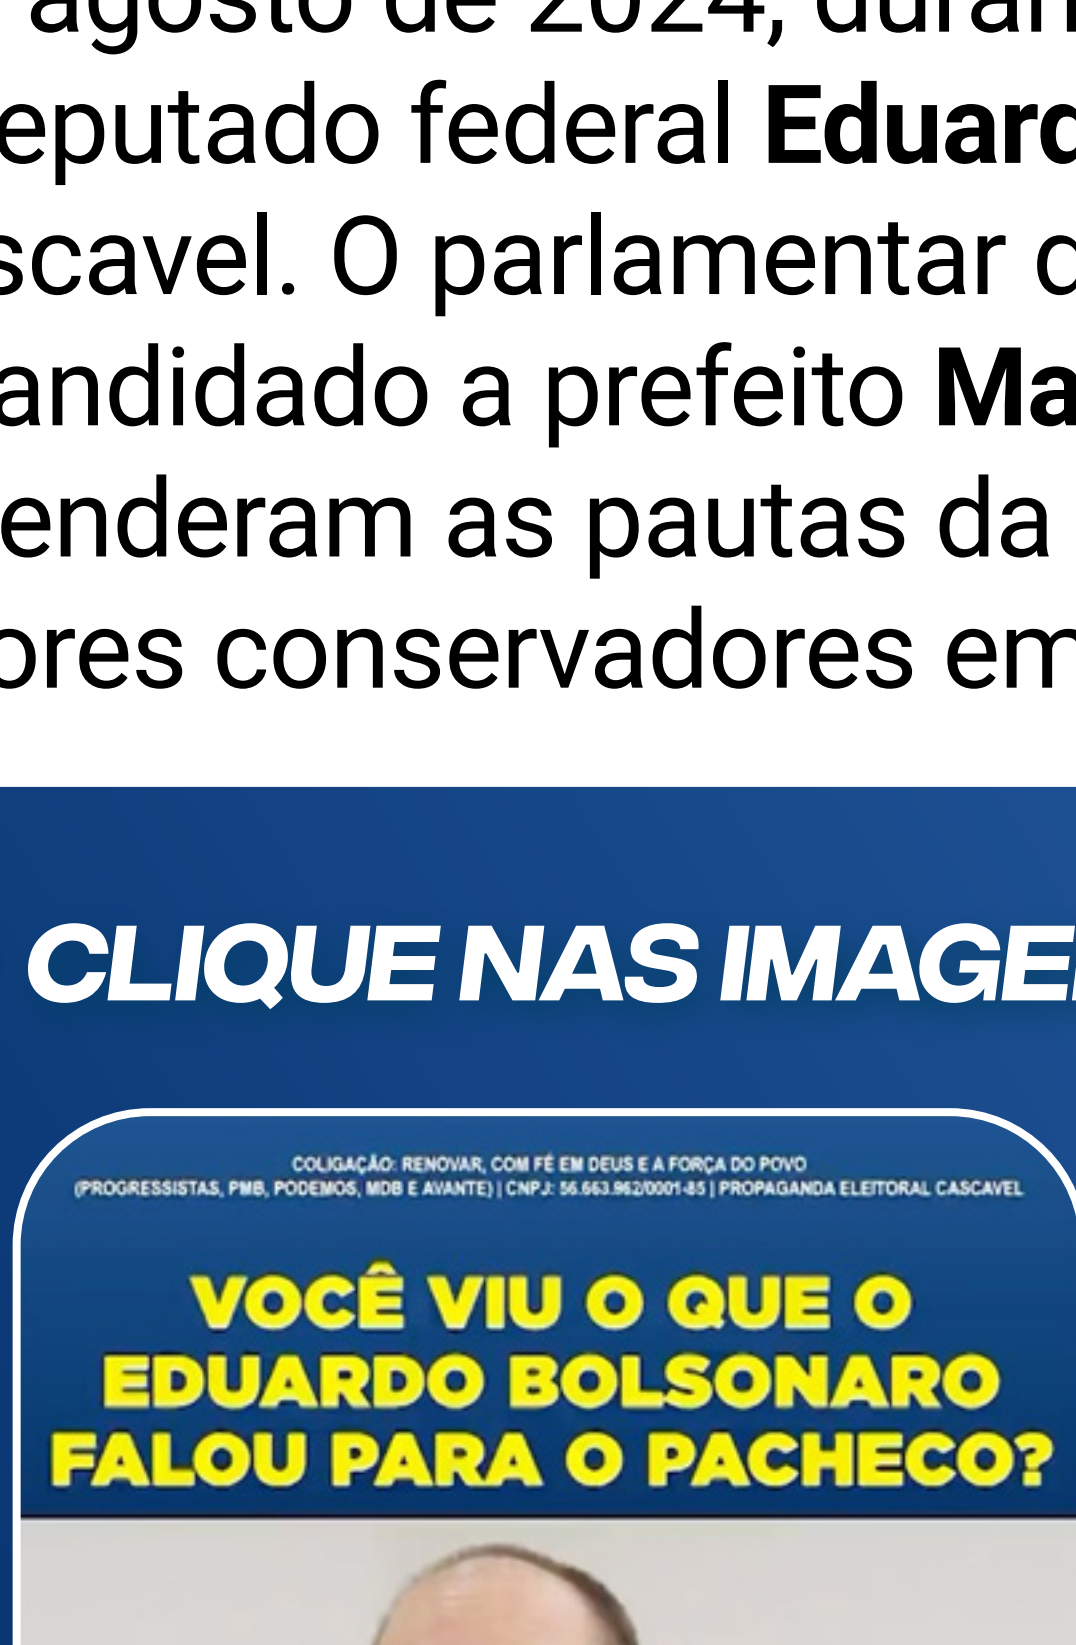 agosto de 2024, duran
eputado federal Eduard
scavel. O parlamentar
andidado a prefeito Ma
enderam as pautas da
ores conservadores em
CLIQUE NAS IMAGE
COLIGAÇÃO: RENOVAR, COM FÉ EM DEUS E A FORÇA DO POVO
(PROGRESSISTAS, PMB, PODEMOS, MDB E AVANTE) | CNPJ: 56.663.962/0001-85 | PROPAGANDA ELEITORAL CASCAVEL
VOCÊ VIU O QUE O
EDUARDO BOLSONARO
FALOU PARA O PACHECO?